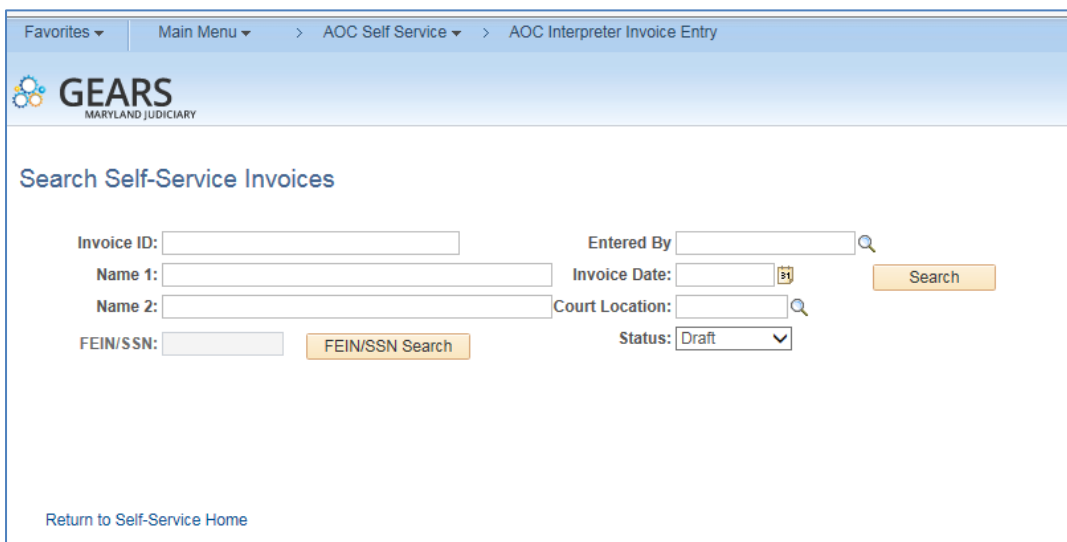 Favorites Main Menu > AOC Self Service > AOC Interpreter Invoice Entry
GEARS
MARYLAND JUDICIARY
Search Self-Service Invoices
Invoice ID: Entered By
Name 1: Invoice Date: 31 Search
Name 2: Court Location:
FEIN/SSN: FEIN/SSN Search Status: Draft
Return to Self-Service Home